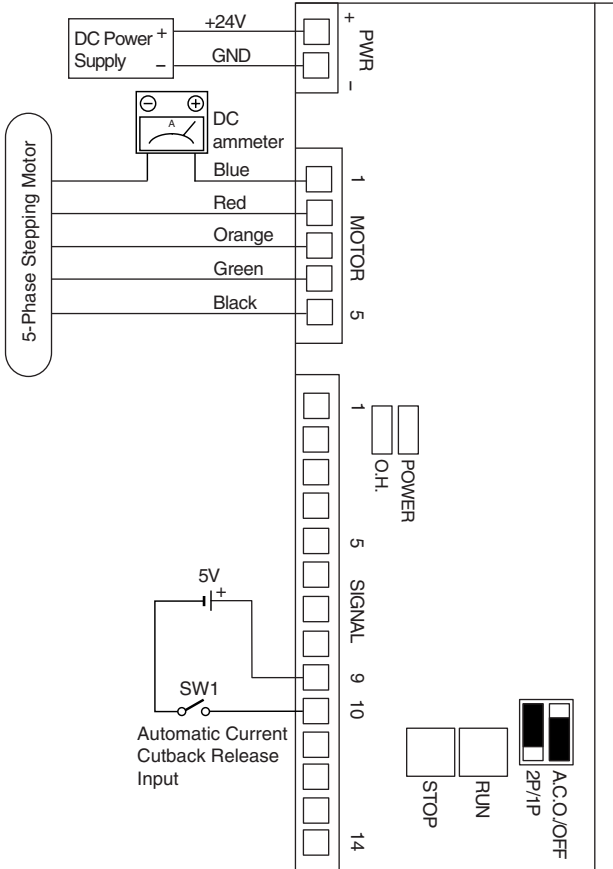 DC Power +
Supply −
+24V
GND
+
PWR
−
− +
A
DC
ammeter
5-Phase Stepping Motor
Blue
Red
Orange
Green
Black
1
MOTOR
5
1
5
SIGNAL
9
10
14
O.H.
POWER
5V
+
SW1
Automatic Current
Cutback Release
Input
STOP
RUN
2P/1P
A.C.O./OFF